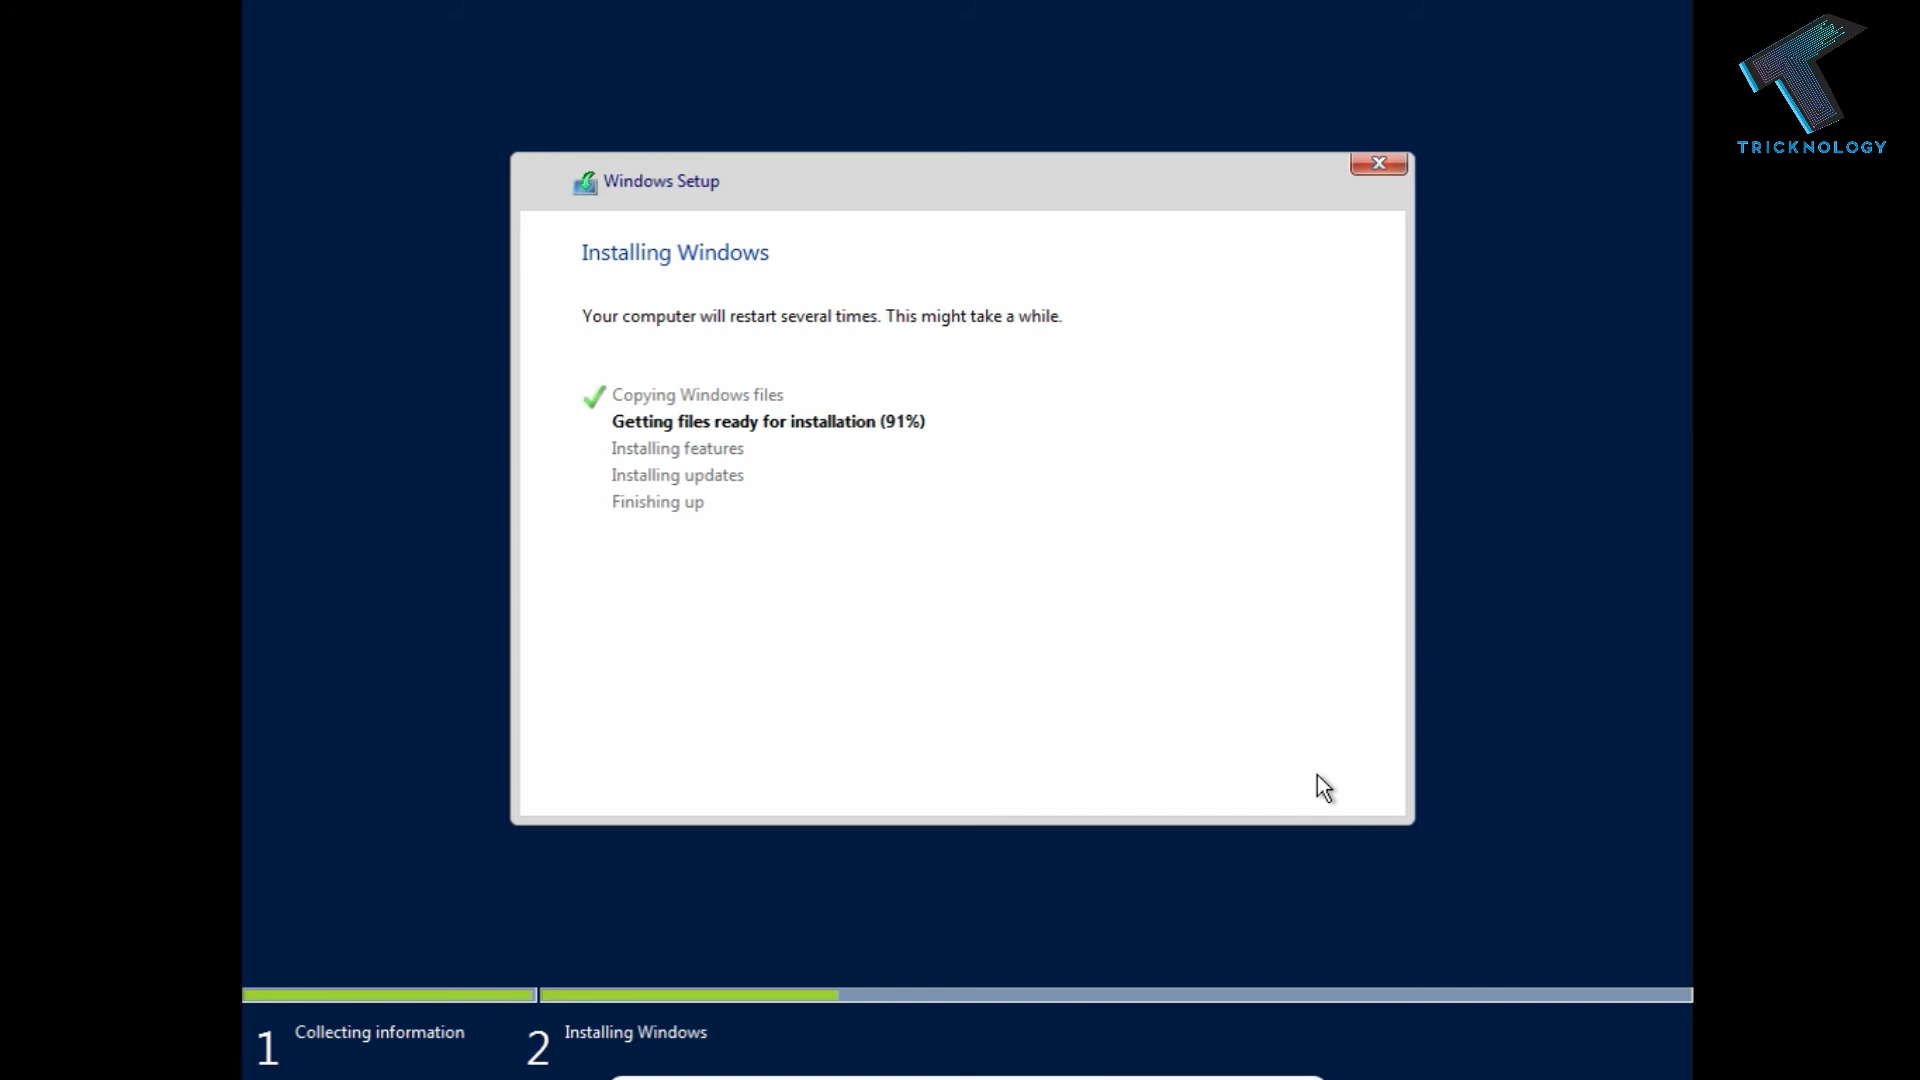 TRICKNOLOGY
Windows Setup
Installing Windows
Your computer will restart several times. This might take a while.
Copying Windows files
Getting files ready for installation (91%)
Installing features
Installing updates
Finishing up
1 Collecting information
2 Installing Windows